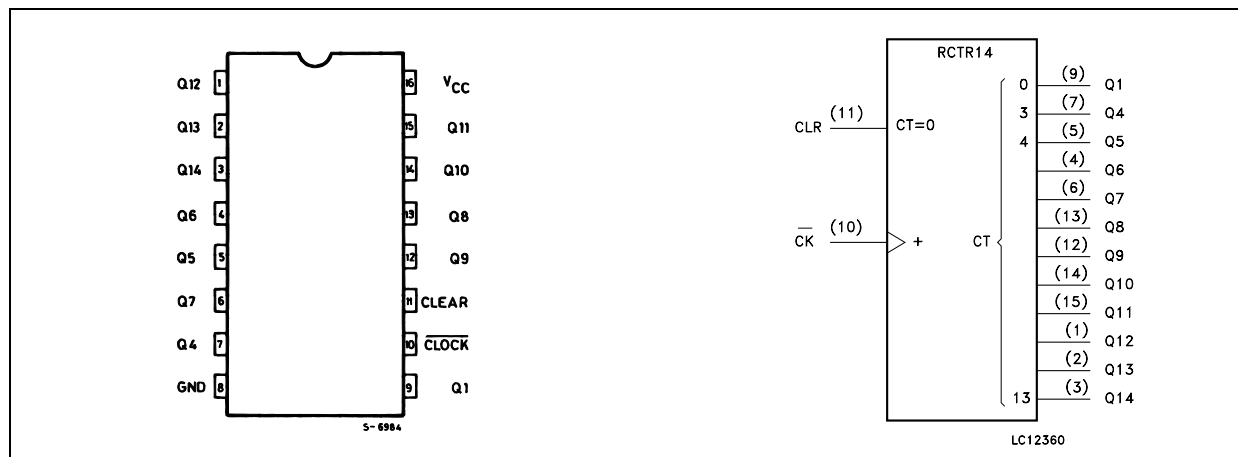 Q12 1 16 VCC
Q13 2 15 Q11
Q14 3 14 Q10
Q6 4 13 Q8
Q5 5 12 Q9
Q7 6 11 CLEAR
Q4 7 10 CLOCK
GND 8 9 Q1
S-6984
RCTR14
0 (9) Q1
CLR (11) CT=0 3 (7) Q4
4 (5) Q5
(4) Q6
(6) Q7
(13) Q8
CK (10) + CT (12) Q9
(14) Q10
(15) Q11
(1) Q12
(2) Q13
13 (3) Q14
LC12360